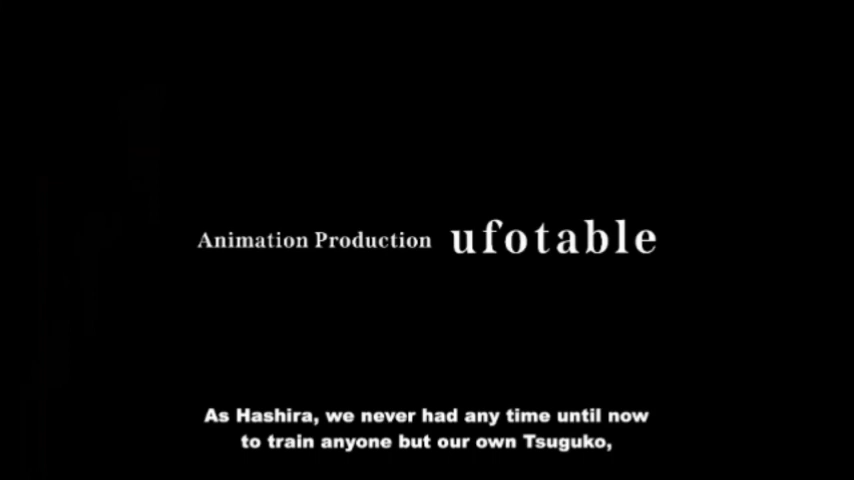 Animation Production ufotable
As Hashira, we never had any time until now
to train anyone but our own Tsuguko,